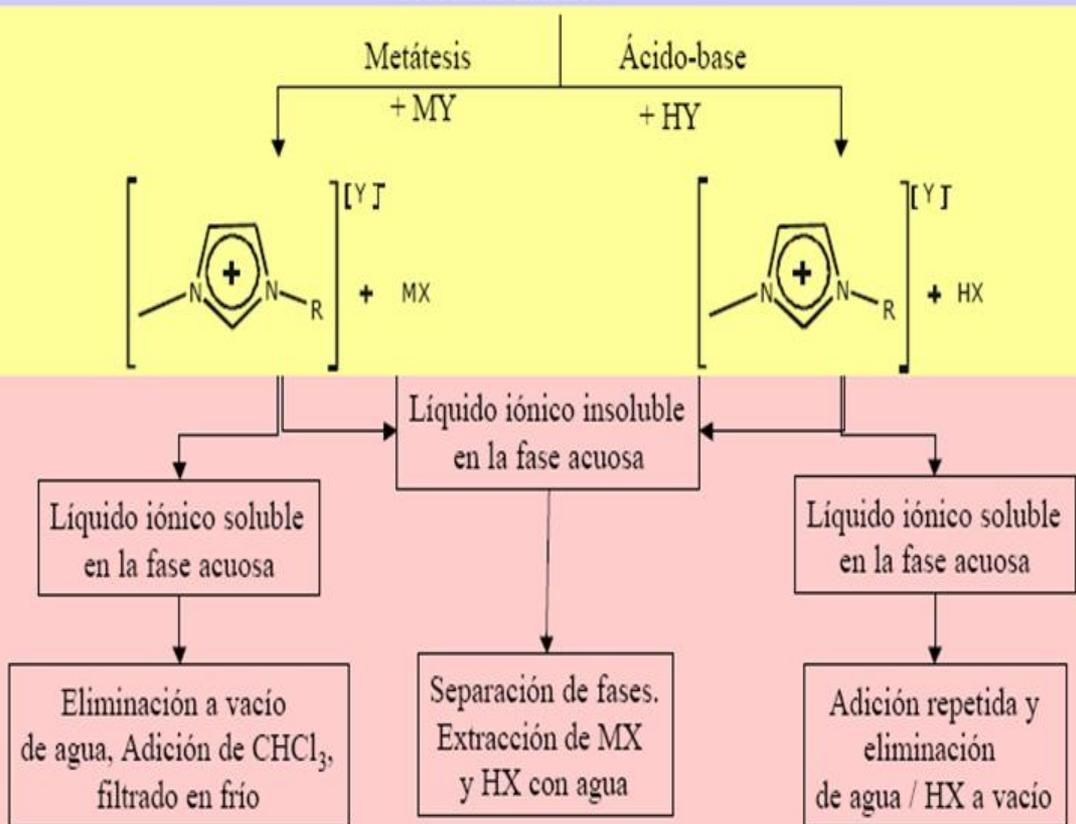 Metátesis
Ácido-base
+ MY
+ HY
[Y]⁻
N
N
R
+
+ MX
[Y]⁻
N
N
R
+
+ HX
Líquido iónico insoluble
en la fase acuosa
Líquido iónico soluble
en la fase acuosa
Líquido iónico soluble
en la fase acuosa
Eliminación a vacío
de agua, Adición de CHCl₃,
filtrado en frío
Separación de fases.
Extracción de MX
y HX con agua
Adición repetida y
eliminación
de agua / HX a vacío